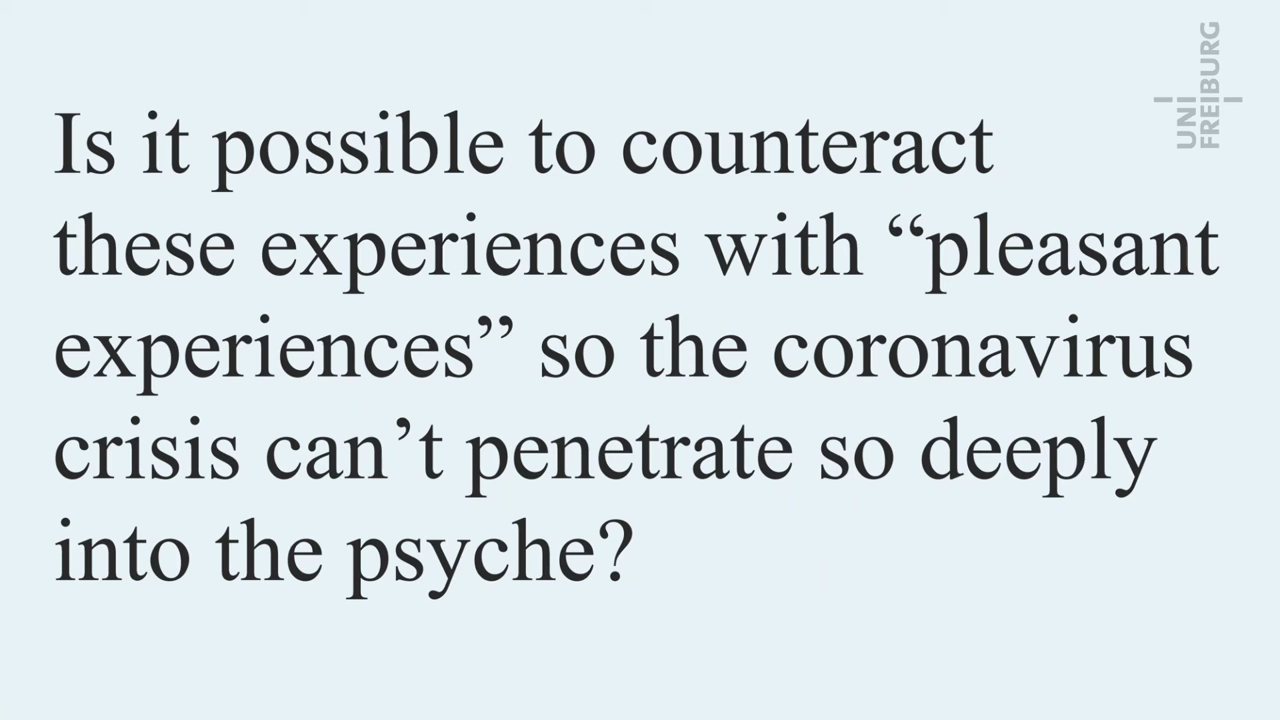 Is it possible to counteract
these experiences with “pleasant
experiences” so the coronavirus
crisis can’t penetrate so deeply
into the psyche?
UNI
FREIBURG